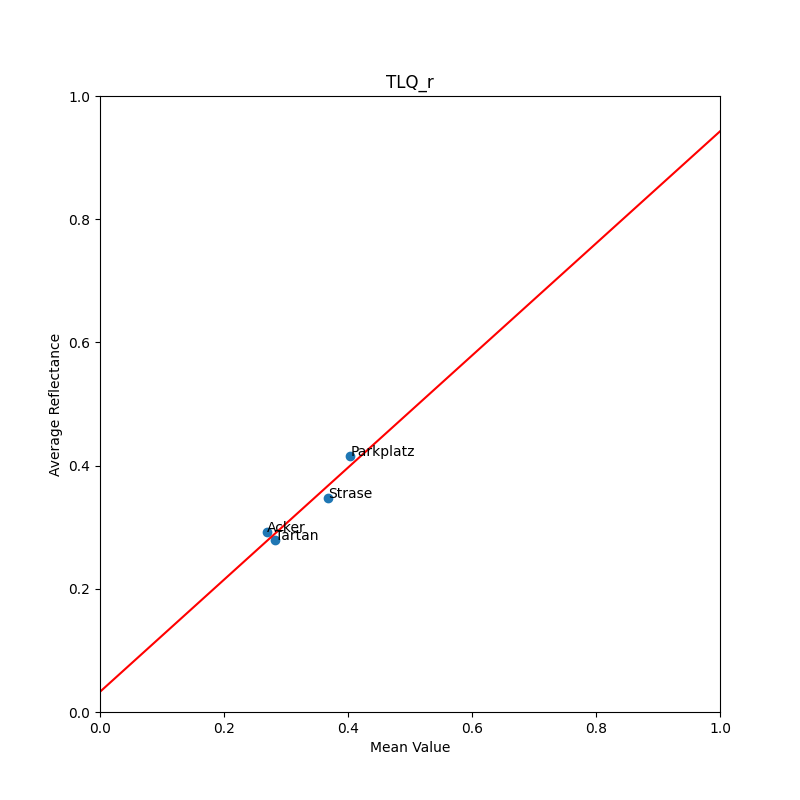 TLQ_r
1.0
0.8
0.6
0.4
0.2
0.0
Average Reflectance
Parkplatz
Strase
Acker
Tartan
0.0 0.2 0.4 0.6 0.8 1.0
Mean Value